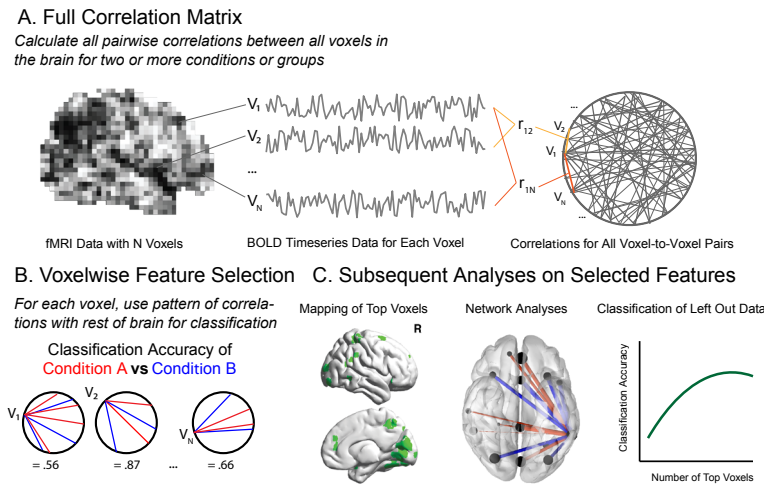 A. Full Correlation Matrix
Calculate all pairwise correlations between all voxels in
the brain for two or more conditions or groups
V1
V2
...
VN
r12
r1N
...
V2
V1
VN
...
fMRI Data with N Voxels
BOLD Timeseries Data for Each Voxel
Correlations for All Voxel-to-Voxel Pairs
B. Voxelwise Feature Selection
For each voxel, use pattern of correla-
tions with rest of brain for classification
Classification Accuracy of
Condition A vs Condition B
V1
V2
VN
= .56
= .87
...
= .66
C. Subsequent Analyses on Selected Features
Mapping of Top Voxels
R
Network Analyses
Classification of Left Out Data
Classification Accuracy
Number of Top Voxels